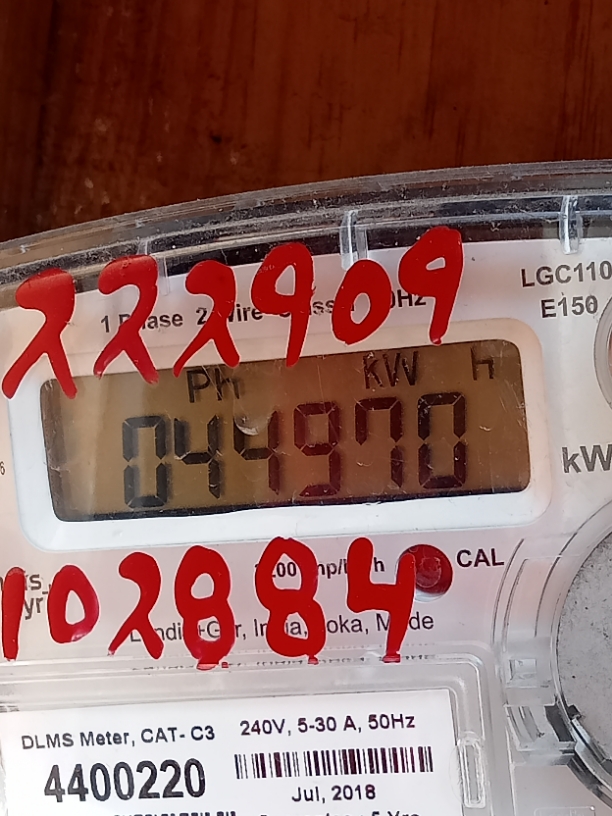 LGC110
E150
1 Phase 2 Wire
222909
Ph kW h
044970
kW
CAL
102884
DLMS Meter, CAT- C3 240V, 5-30 A, 50Hz
4400220
Jul, 2018